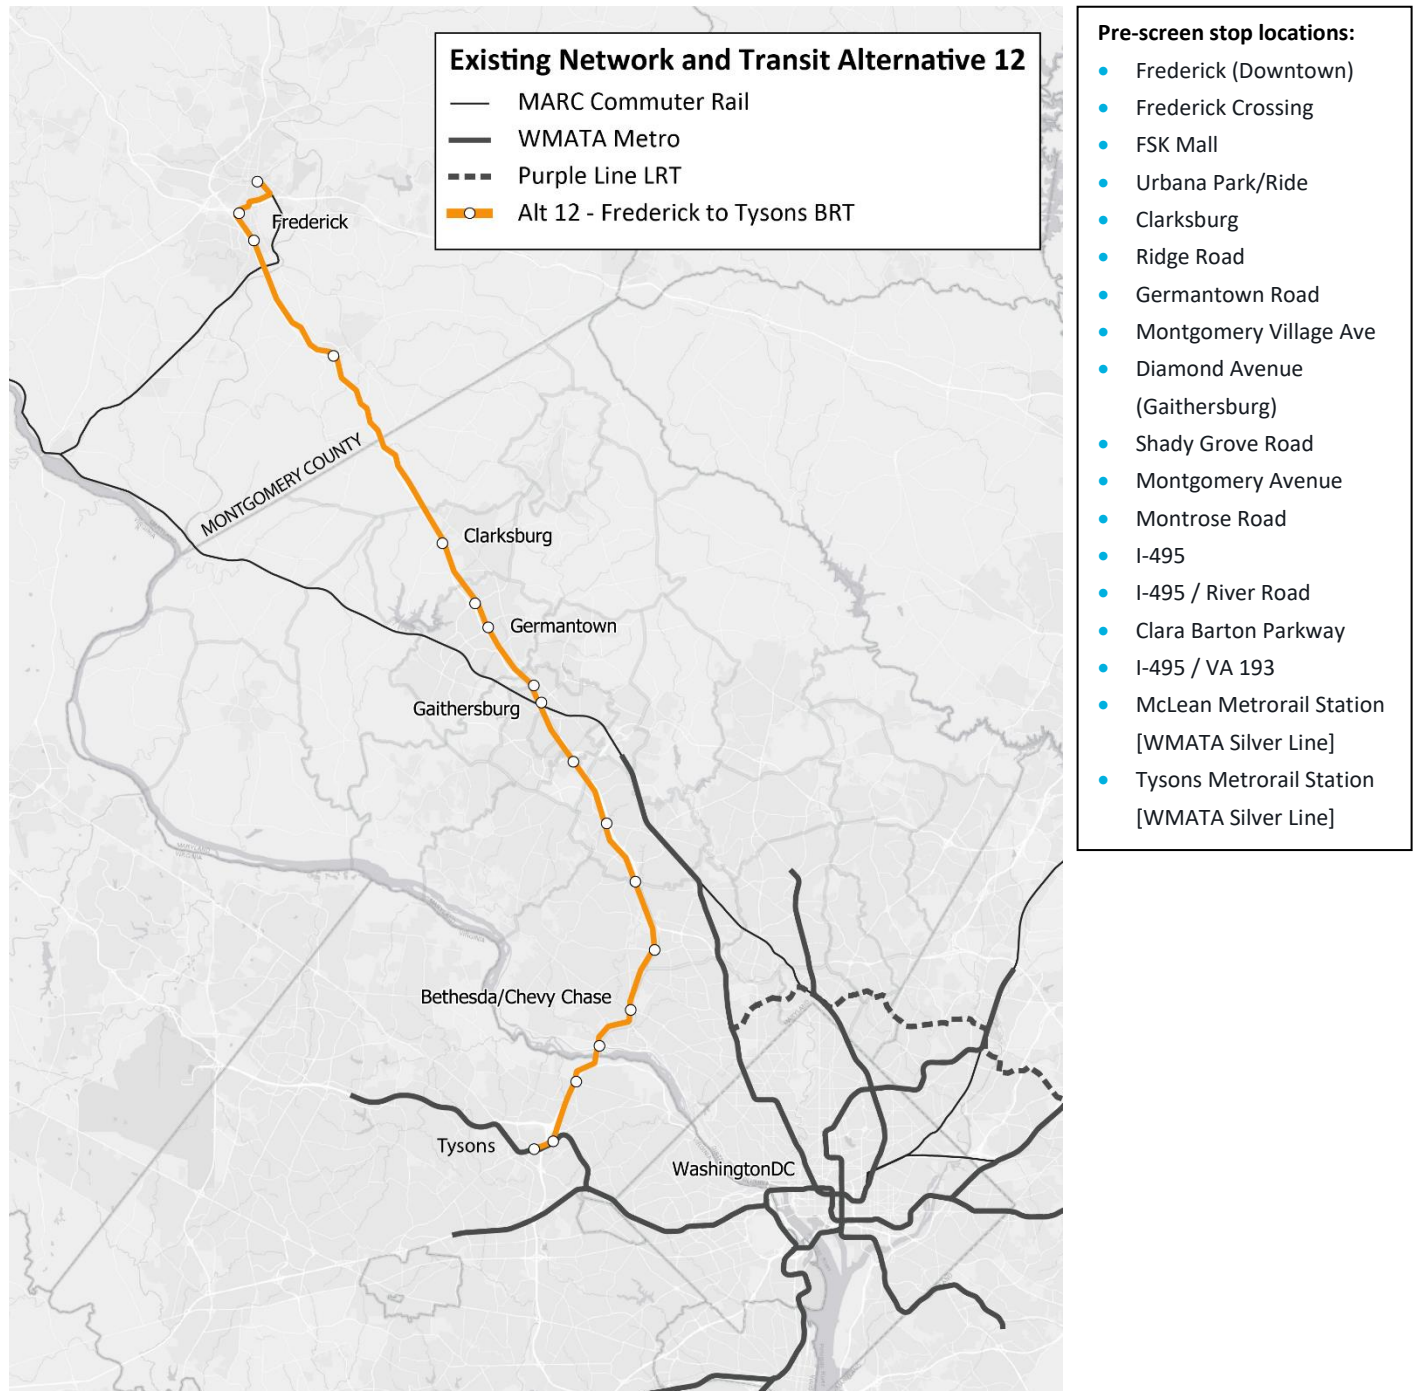 Existing Network and Transit Alternative 12
MARC Commuter Rail
WMATA Metro
Purple Line LRT
Alt 12 - Frederick to Tysons BRT
Frederick
MONTGOMERY COUNTY
Clarksburg
Germantown
Gaithersburg
Bethesda/Chevy Chase
Tysons
WashingtonDC
Pre-screen stop locations:
• Frederick (Downtown)
• Frederick Crossing
• FSK Mall
• Urbana Park/Ride
• Clarksburg
• Ridge Road
• Germantown Road
• Montgomery Village Ave
• Diamond Avenue
(Gaithersburg)
• Shady Grove Road
• Montgomery Avenue
• Montrose Road
• I-495
• I-495 / River Road
• Clara Barton Parkway
• I-495 / VA 193
• McLean Metrorail Station
[WMATA Silver Line]
• Tysons Metrorail Station
[WMATA Silver Line]